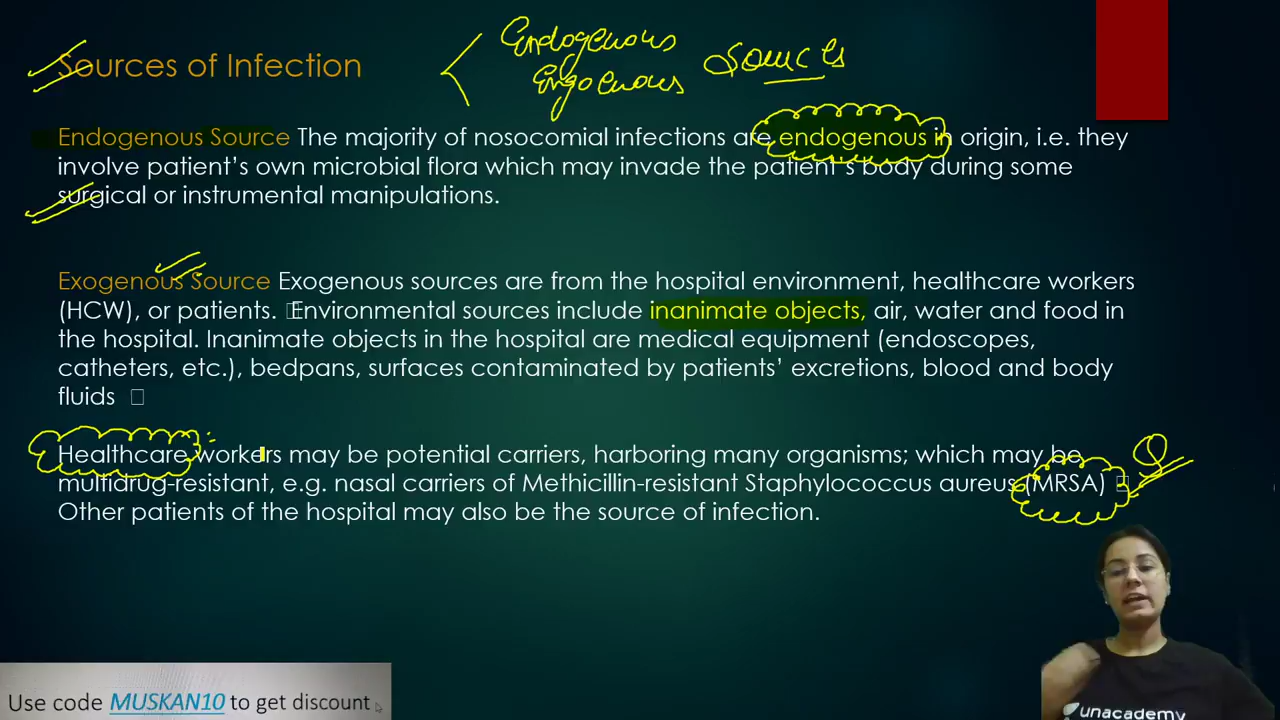 Sources of Infection
Endogenous
Exogenous
Sources
Endogenous Source The majority of nosocomial infections are endogenous in origin, i.e. they
involve patient's own microbial flora which may invade the patient's body during some
surgical or instrumental manipulations.
Exogenous Source Exogenous sources are from the hospital environment, healthcare workers
(HCW), or patients. Environmental sources include inanimate objects, air, water and food in
the hospital. Inanimate objects in the hospital are medical equipment (endoscopes,
catheters, etc.), bedpans, surfaces contaminated by patients' excretions, blood and body
fluids
Healthcare workers may be potential carriers, harboring many organisms; which may be
multidrug-resistant, e.g. nasal carriers of Methicillin-resistant Staphylococcus aureus (MRSA)
Other patients of the hospital may also be the source of infection.
Use code MUSKAN10 to get discount
unacademy